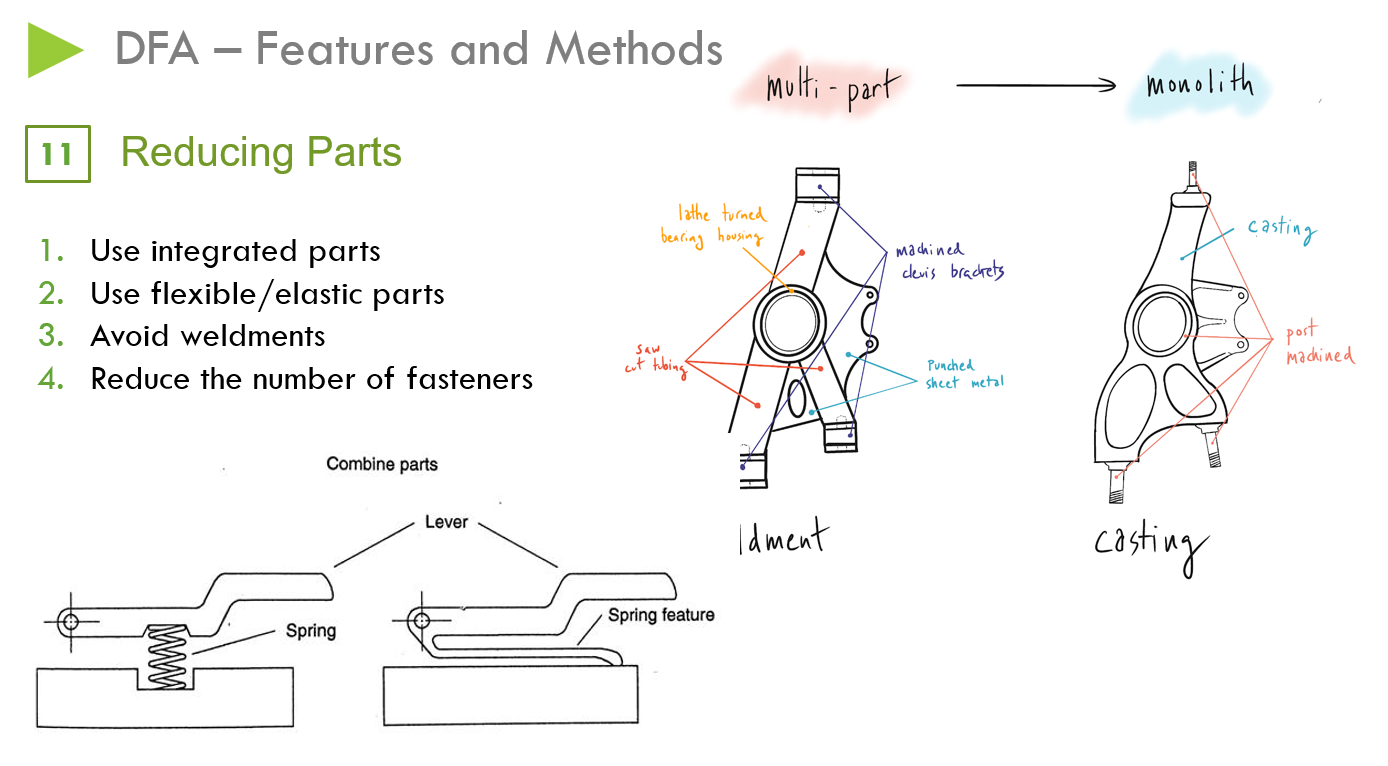 DFA – Features and Methods
multi-part
monolith
11
Reducing Parts
1. Use integrated parts
2. Use flexible/elastic parts
3. Avoid weldments
4. Reduce the number of fasteners
lathe turned
bearing housing
machined
clevis brackets
saw
cut tubing
Punched
sheet metal
casting
post
machined
ldment
casting
Combine parts
Lever
Spring
Spring feature